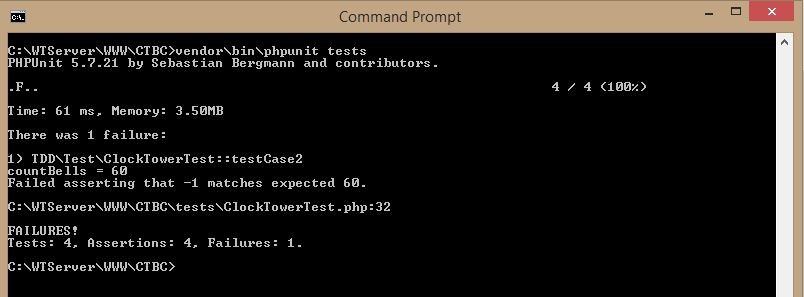 Command Prompt
C:\WTServer\WWW\CTBC>vendor\bin\phpunit tests
PHPUnit 5.7.21 by Sebastian Bergmann and contributors.
.F.. 4 / 4 (100%)
Time: 61 ms, Memory: 3.50MB
There was 1 failure:
1) TDD\Test\ClockTowerTest::testCase2
countBells = 60
Failed asserting that -1 matches expected 60.
C:\WTServer\WWW\CTBC\tests\ClockTowerTest.php:32
FAILURES!
Tests: 4, Assertions: 4, Failures: 1.
C:\WTServer\WWW\CTBC>